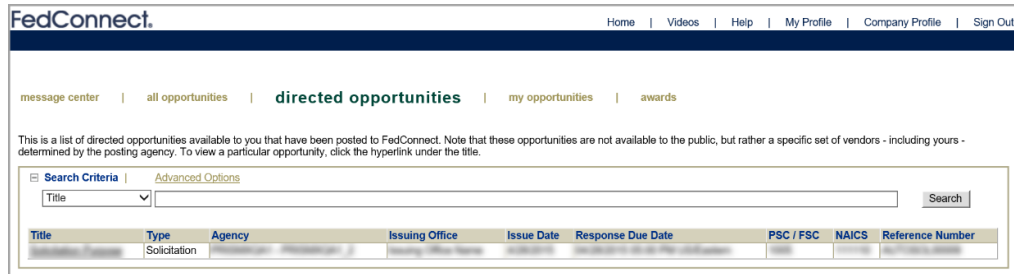 FedConnect.
Home | Videos | Help | My Profile | Company Profile | Sign Out
message center | all opportunities | directed opportunities | my opportunities | awards
This is a list of directed opportunities available to you that have been posted to FedConnect. Note that these opportunities are not available to the public, but rather a specific set of vendors - including yours -
determined by the posting agency. To view a particular opportunity, click the hyperlink under the title.
Search Criteria | Advanced Options
Title Search
Title Type Agency Issuing Office Issue Date Response Due Date PSC / FSC NAICS Reference Number
Solicitation